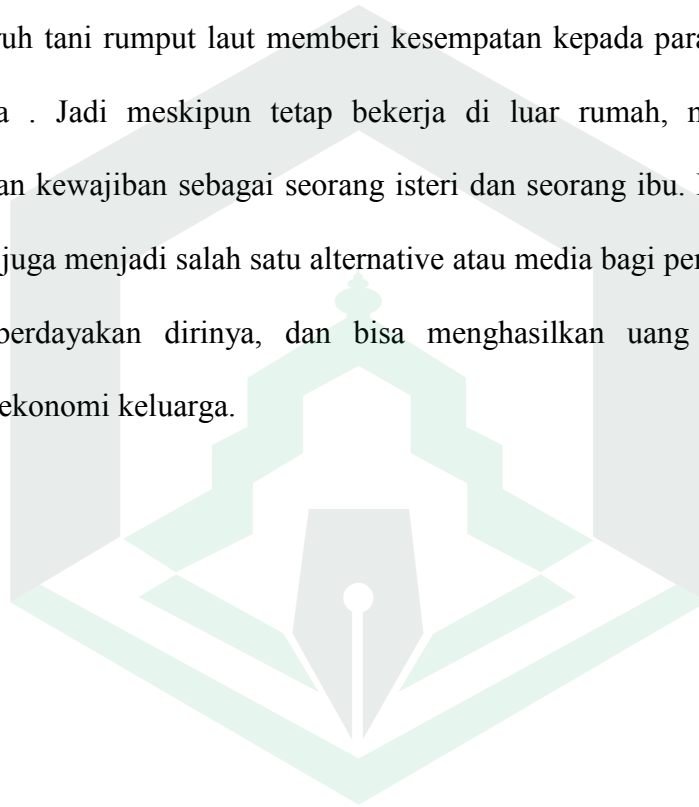 uh tani rumput laut memberi kesempatan kepada para
a . Jadi meskipun tetap bekerja di luar rumah,
an kewajiban sebagai seorang isteri dan seorang ibu.
juga menjadi salah satu alternative atau media bagi
berdayakan dirinya, dan bisa menghasilkan uang
ekonomi keluarga.